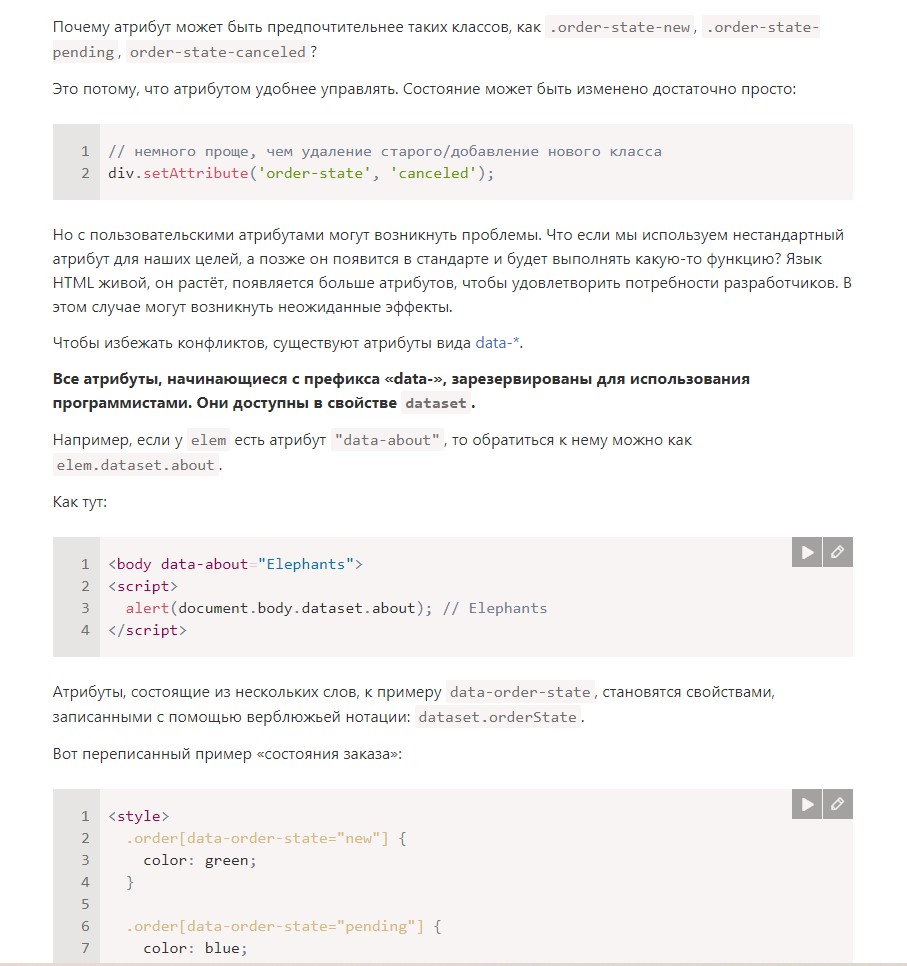 Почему атрибут может быть предпочтительнее таких классов, как .order-state-new, .order-state-
pending, order-state-canceled?
Это потому, что атрибутом удобнее управлять. Состояние может быть изменено достаточно просто:
1 // немного проще, чем удаление старого/добавление нового класса
2 div.setAttribute('order-state', 'canceled');
Но с пользовательскими атрибутами могут возникнуть проблемы. Что если мы используем нестандартный
атрибут для наших целей, а позже он появится в стандарте и будет выполнять какую-то функцию? Язык
HTML живой, он растёт, появляется больше атрибутов, чтобы удовлетворить потребности разработчиков. В
этом случае могут возникнуть неожиданные эффекты.
Чтобы избежать конфликтов, существуют атрибуты вида data-*.
Все атрибуты, начинающиеся с префикса «data-», зарезервированы для использования
программистами. Они доступны в свойстве dataset.
Например, если у elem есть атрибут "data-about", то обратиться к нему можно как
elem.dataset.about.
Как тут:
1 <body data-about="Elephants">
2 <script>
3 alert(document.body.dataset.about); // Elephants
4 </script>
Атрибуты, состоящие из нескольких слов, к примеру data-order-state, становятся свойствами,
записанными с помощью верблюжьей нотации: dataset.orderState.
Вот переписанный пример «состояния заказа»:
1 <style>
2 .order[data-order-state="new"] {
3 color: green;
4 }
5
6 .order[data-order-state="pending"] {
7 color: blue;